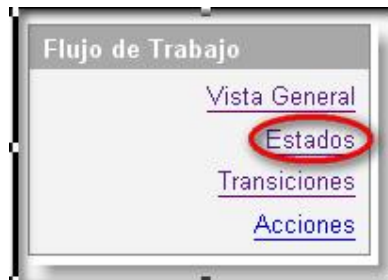 Flujo de Trabajo
Vista General
Estados
Transiciones
Acciones